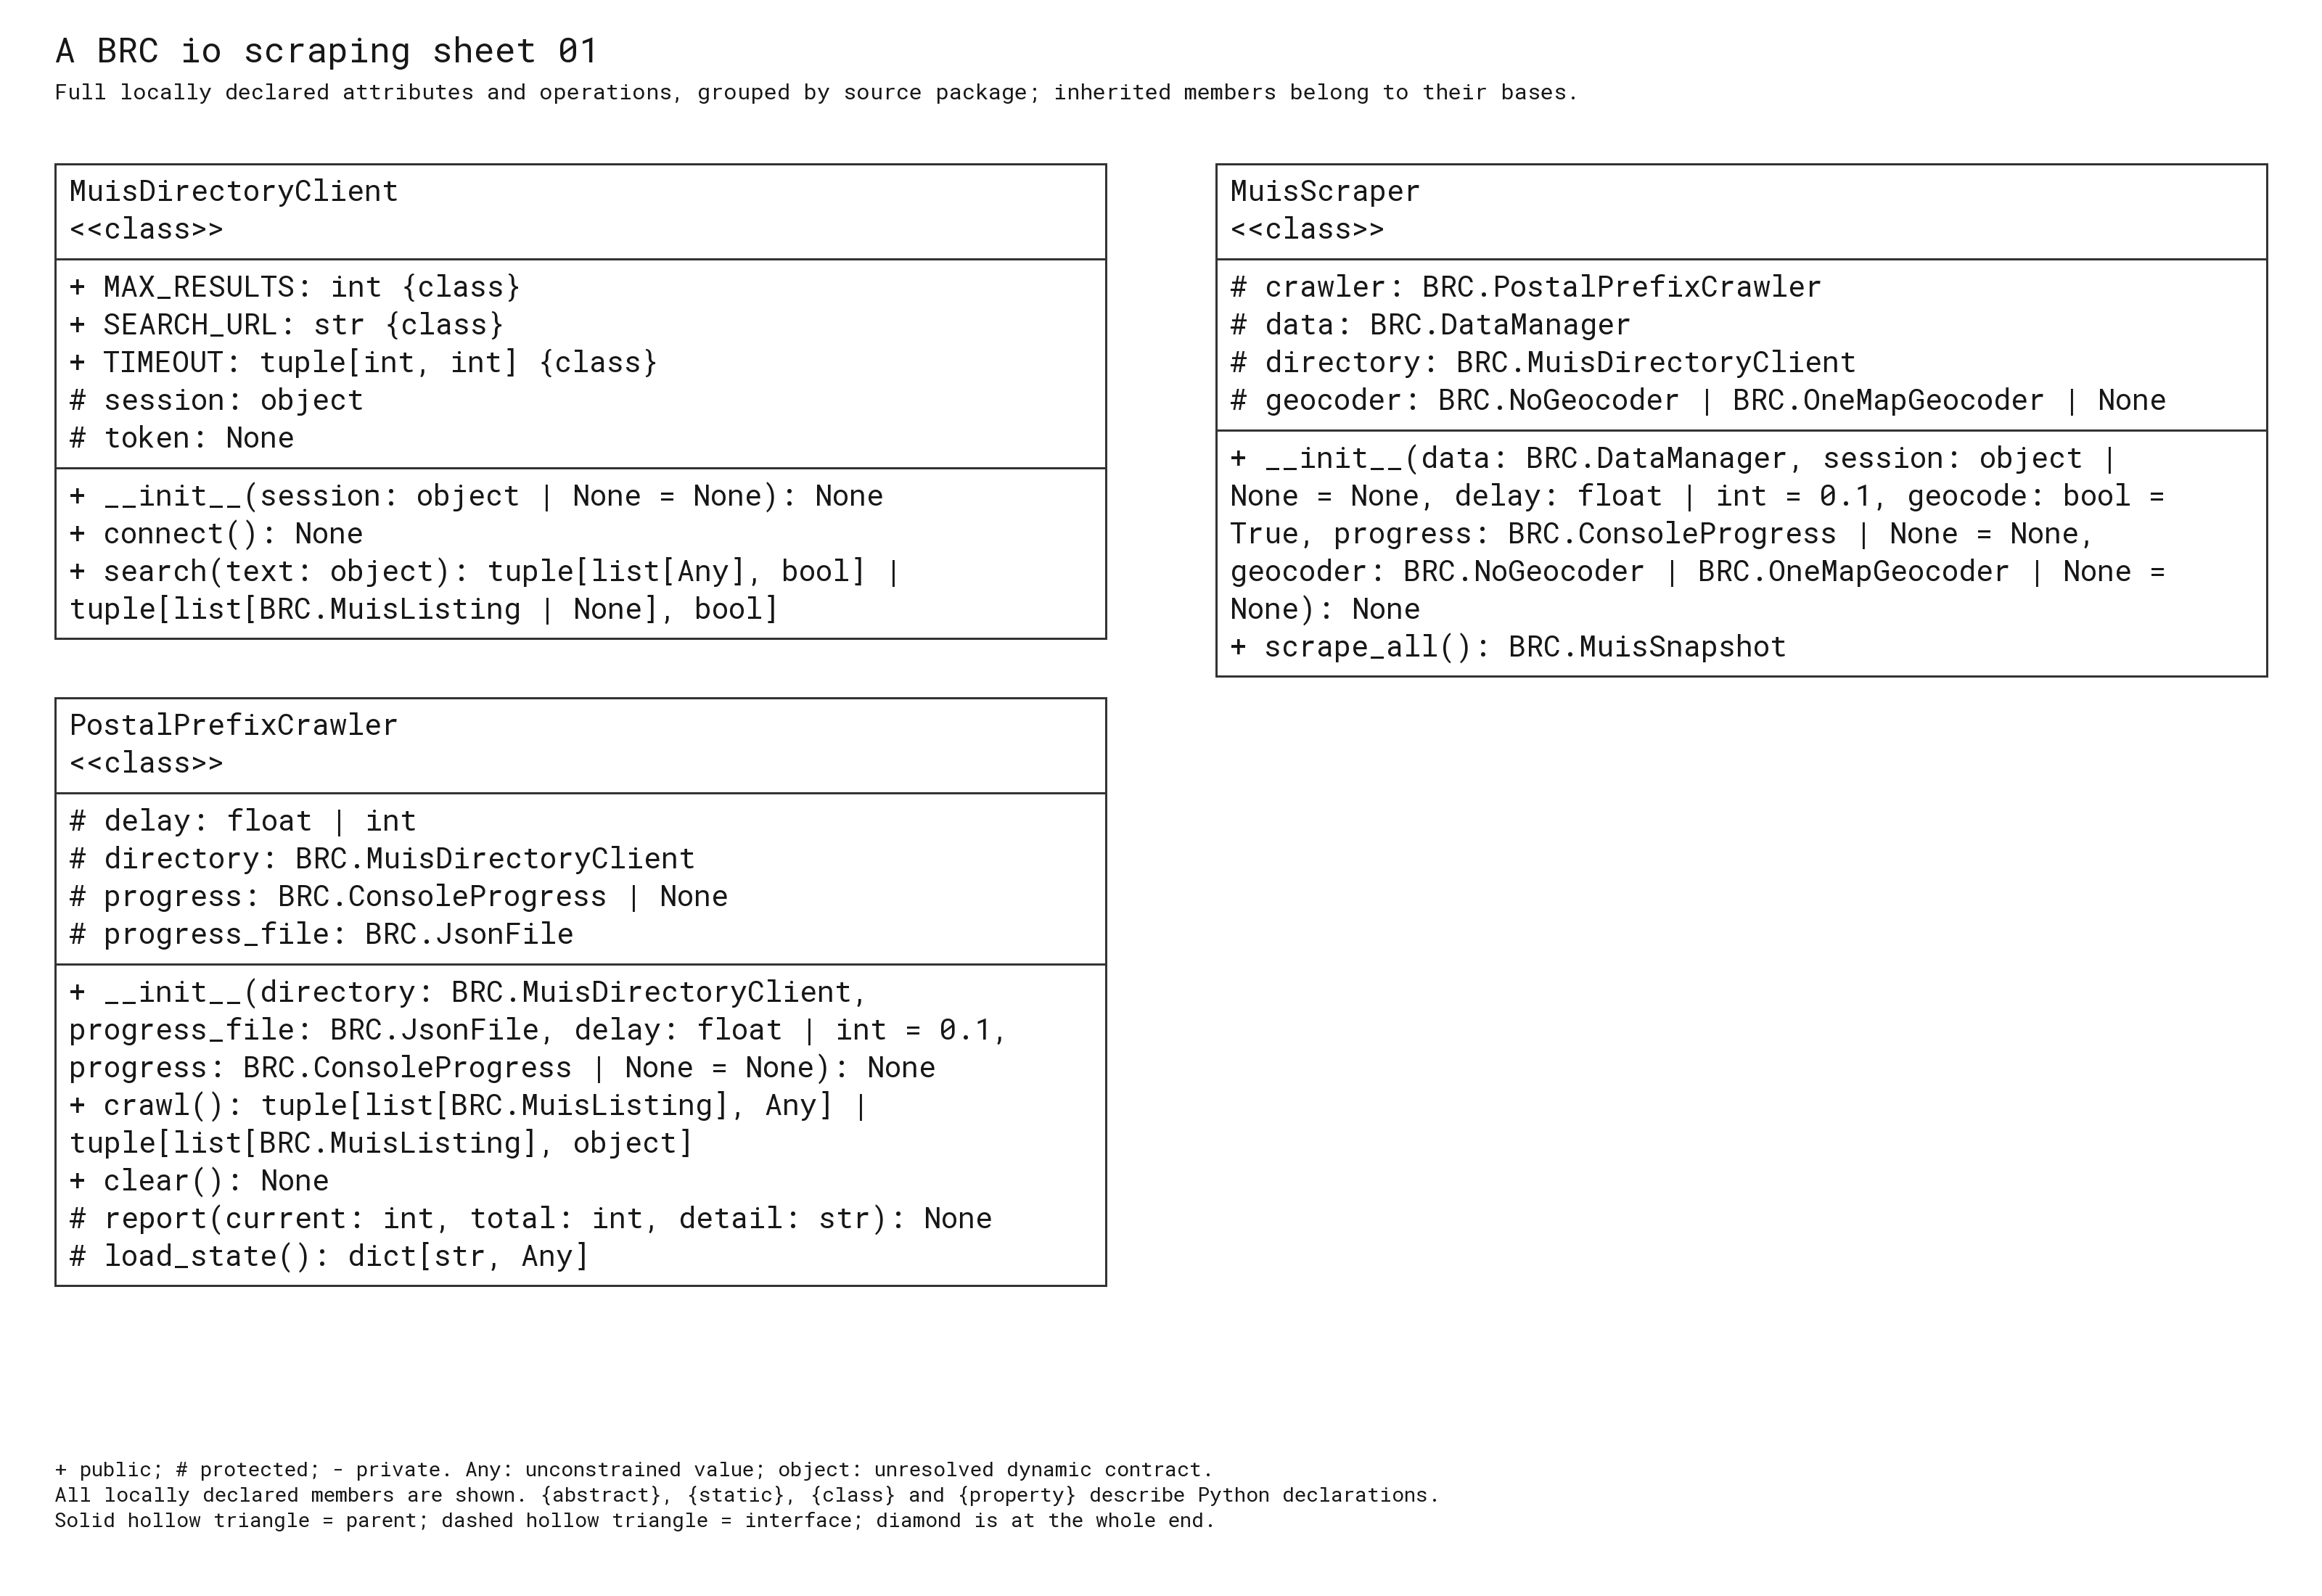 A BRC io scraping sheet 01
Full locally declared attributes and operations, grouped by source package; inherited members belong to their bases.
MuisDirectoryClient
<<class>>
+ MAX_RESULTS: int {class}
+ SEARCH_URL: str {class}
+ TIMEOUT: tuple[int, int] {class}
# session: object
# token: None
+ __init__(session: object | None = None): None
+ connect(): None
+ search(text: object): tuple[list[Any], bool] |
tuple[list[BRC.MuisListing | None], bool]
MuisScraper
<<class>>
# crawler: BRC.PostalPrefixCrawler
# data: BRC.DataManager
# directory: BRC.MuisDirectoryClient
# geocoder: BRC.NoGeocoder | BRC.OneMapGeocoder | None
+ __init__(data: BRC.DataManager, session: object |
None = None, delay: float | int = 0.1, geocode: bool =
True, progress: BRC.ConsoleProgress | None = None,
geocoder: BRC.NoGeocoder | BRC.OneMapGeocoder | None =
None): None
+ scrape_all(): BRC.MuisSnapshot
PostalPrefixCrawler
<<class>>
# delay: float | int
# directory: BRC.MuisDirectoryClient
# progress: BRC.ConsoleProgress | None
# progress_file: BRC.JsonFile
+ __init__(directory: BRC.MuisDirectoryClient,
progress_file: BRC.JsonFile, delay: float | int = 0.1,
progress: BRC.ConsoleProgress | None = None): None
+ crawl(): tuple[list[BRC.MuisListing], Any] |
tuple[list[BRC.MuisListing], object]
+ clear(): None
# report(current: int, total: int, detail: str): None
# load_state(): dict[str, Any]
+ public; # protected; - private. Any: unconstrained value; object: unresolved dynamic contract.
All locally declared members are shown. {abstract}, {static}, {class} and {property} describe Python declarations.
Solid hollow triangle = parent; dashed hollow triangle = interface; diamond is at the whole end.